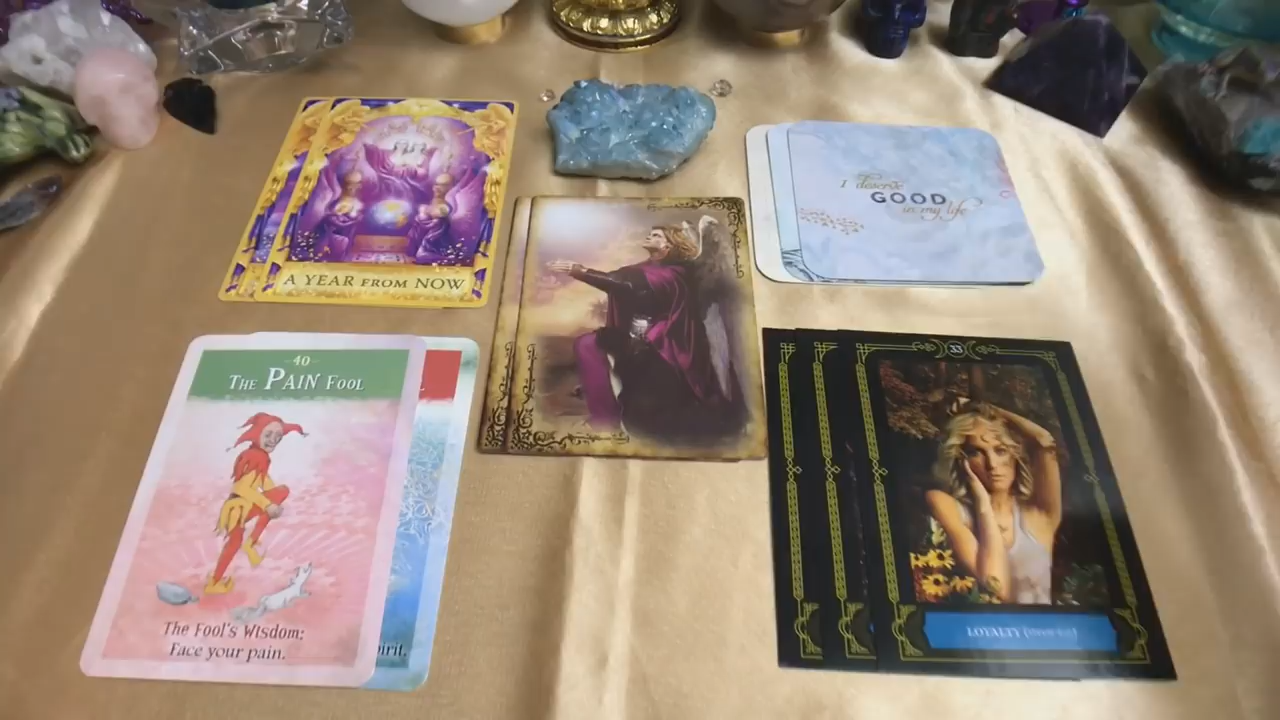 A YEAR FROM NOW
I deserve
GOOD
in my life
40
THE PAIN FOOL
The Fool's Wisdom:
Face your pain.
irit.
33
LOYALTY